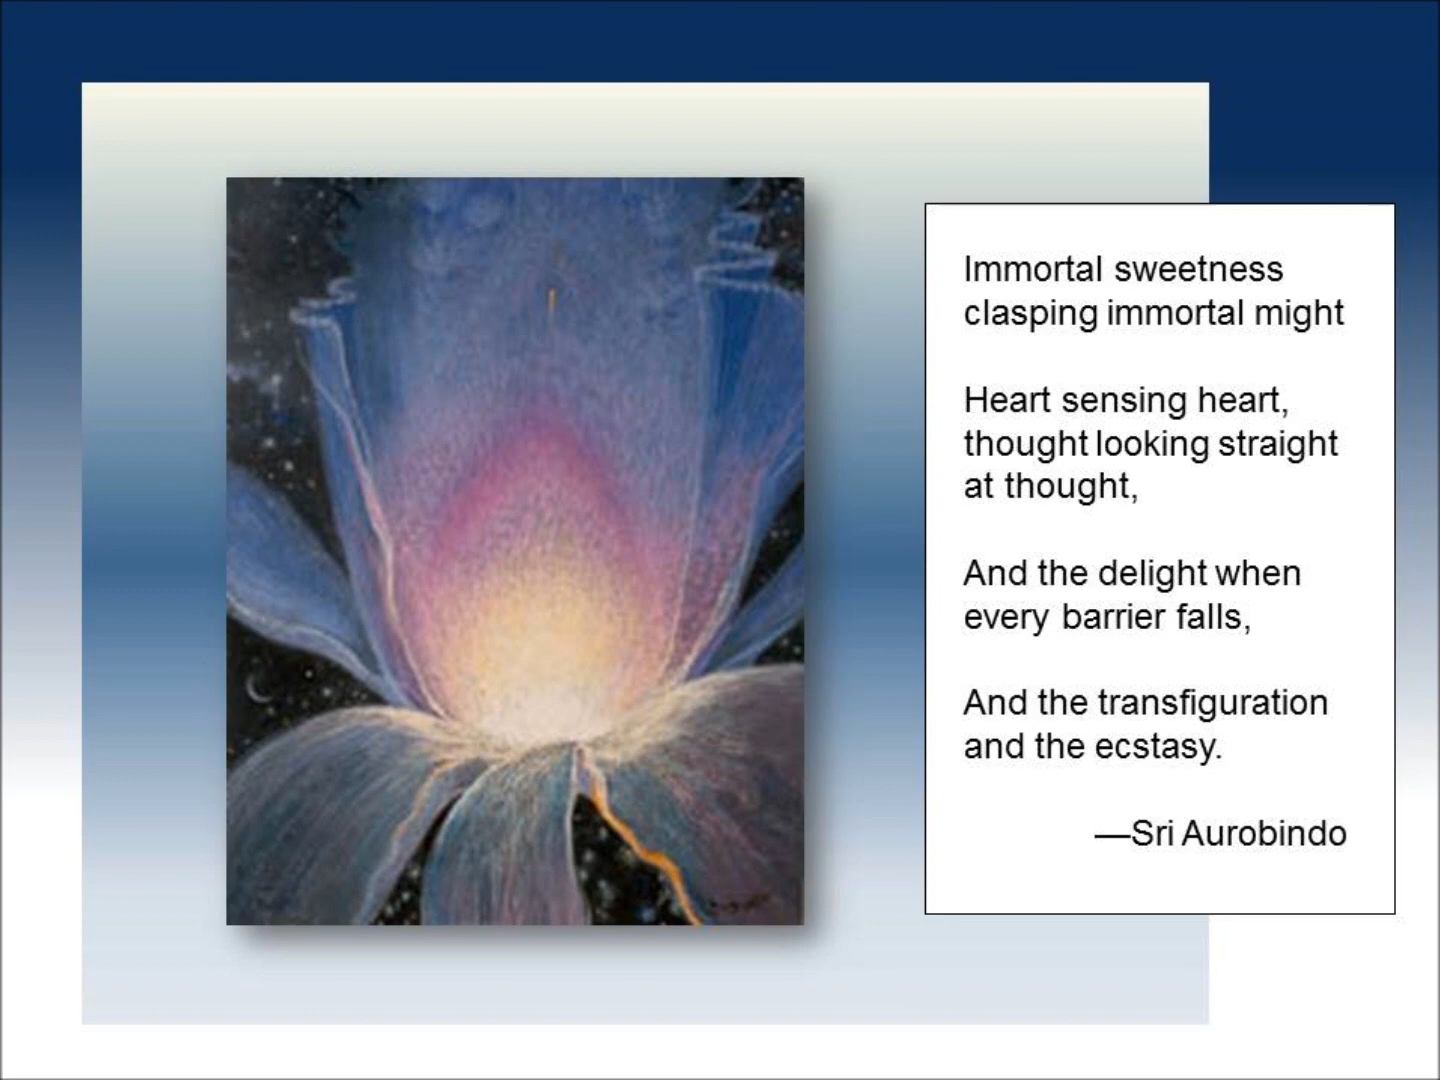 Immortal sweetness
clasping immortal might
Heart sensing heart,
thought looking straight
at thought,
And the delight when
every barrier falls,
And the transfiguration
and the ecstasy.
—Sri Aurobindo